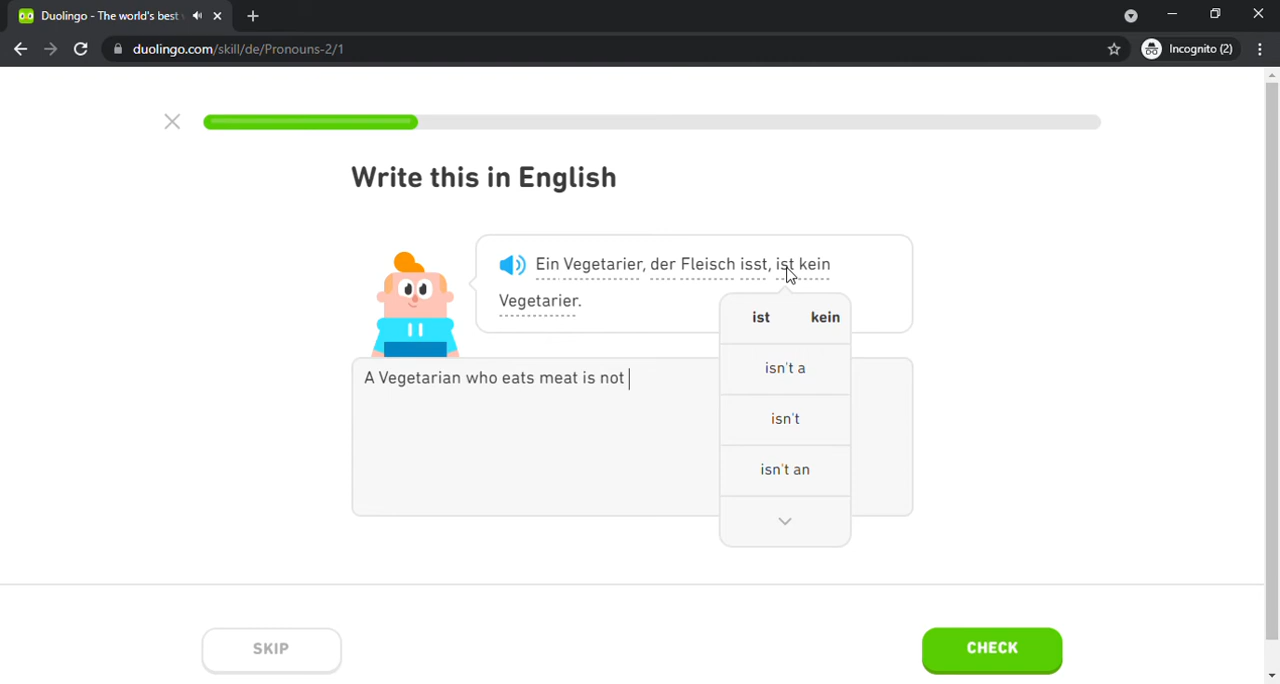 Duolingo - The world's best
duolingo.com/skill/de/Pronouns-2/1
Incognito (2)
Write this in English
Ein Vegetarier, der Fleisch isst, ist kein
Vegetarier.
ist kein
isn't a
isn't
isn't an
A Vegetarian who eats meat is not
SKIP
CHECK